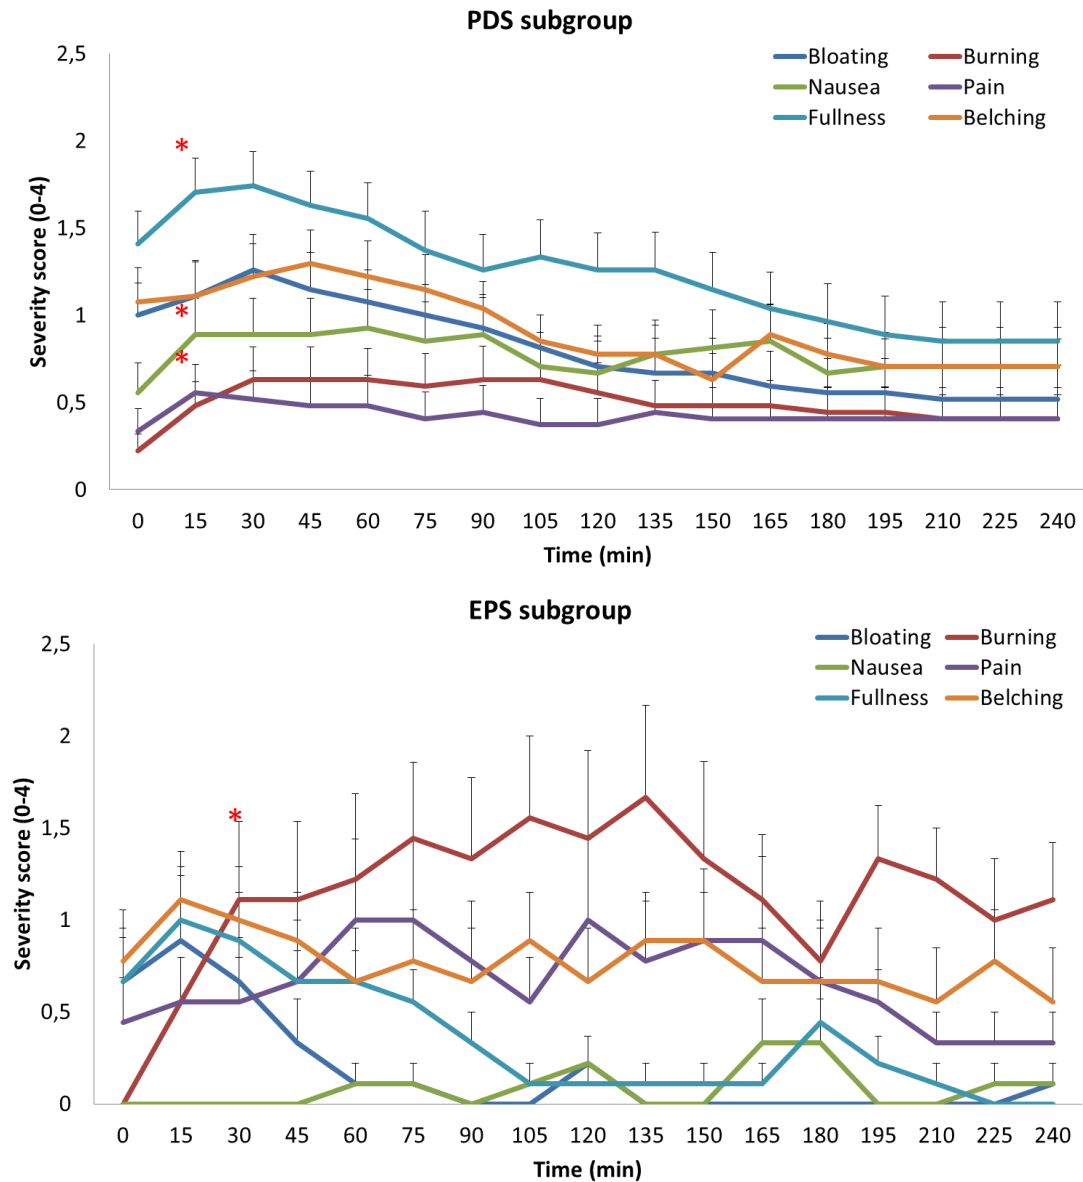 PDS subgroup
2,5
2
1,5
1
0,5
0
Severity score (0-4)
Bloating Burning
Nausea Pain
Fullness Belching
*
*
*
0 15 30 45 60 75 90 105 120 135 150 165 180 195 210 225 240
Time (min)
EPS subgroup
2,5
2
1,5
1
0,5
0
Severity score (0-4)
Bloating Burning
Nausea Pain
Fullness Belching
*
0 15 30 45 60 75 90 105 120 135 150 165 180 195 210 225 240
Time (min)